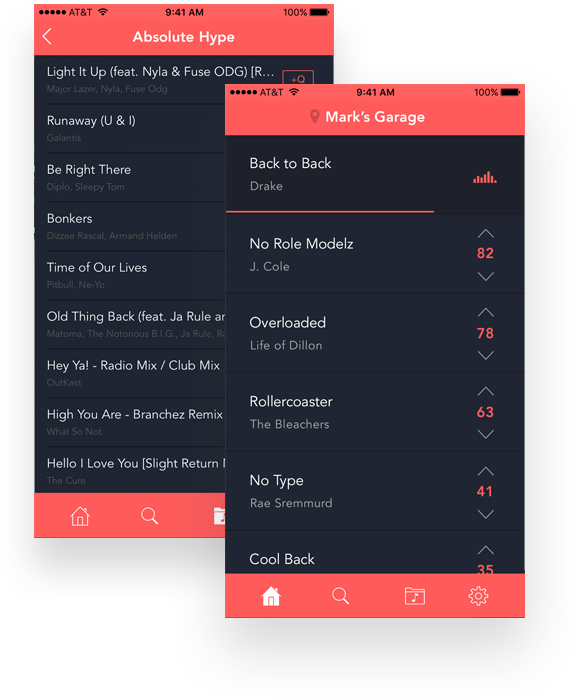 AT&T 9:41 AM 100%
Absolute Hype
Light It Up (feat. Nyla & Fuse ODG) [R...
+Q
Major Lazer, Nyla, Fuse Odg
Runaway (U & I)
Galantis
Be Right There
Diplo, Sleepy Tom
Bonkers
Dizzee Rascal, Armand Helden
Time of Our Lives
Pitbull, Ne-Yo
Old Thing Back (feat. Ja Rule
Matoma, The Notorious B.I.G., Ja Rule,
Hey Ya! - Radio Mix / Club Mix
OutKast
High You Are - Branchez Remix
What So Not
Hello I Love You [Slight Return
The Cure
AT&T 9:41 AM 100%
Mark's Garage
Back to Back
Drake
No Role Modelz
J. Cole
82
Overloaded
Life of Dillon
78
Rollercoaster
The Bleachers
63
No Type
Rae Sremmurd
41
Cool Back
35